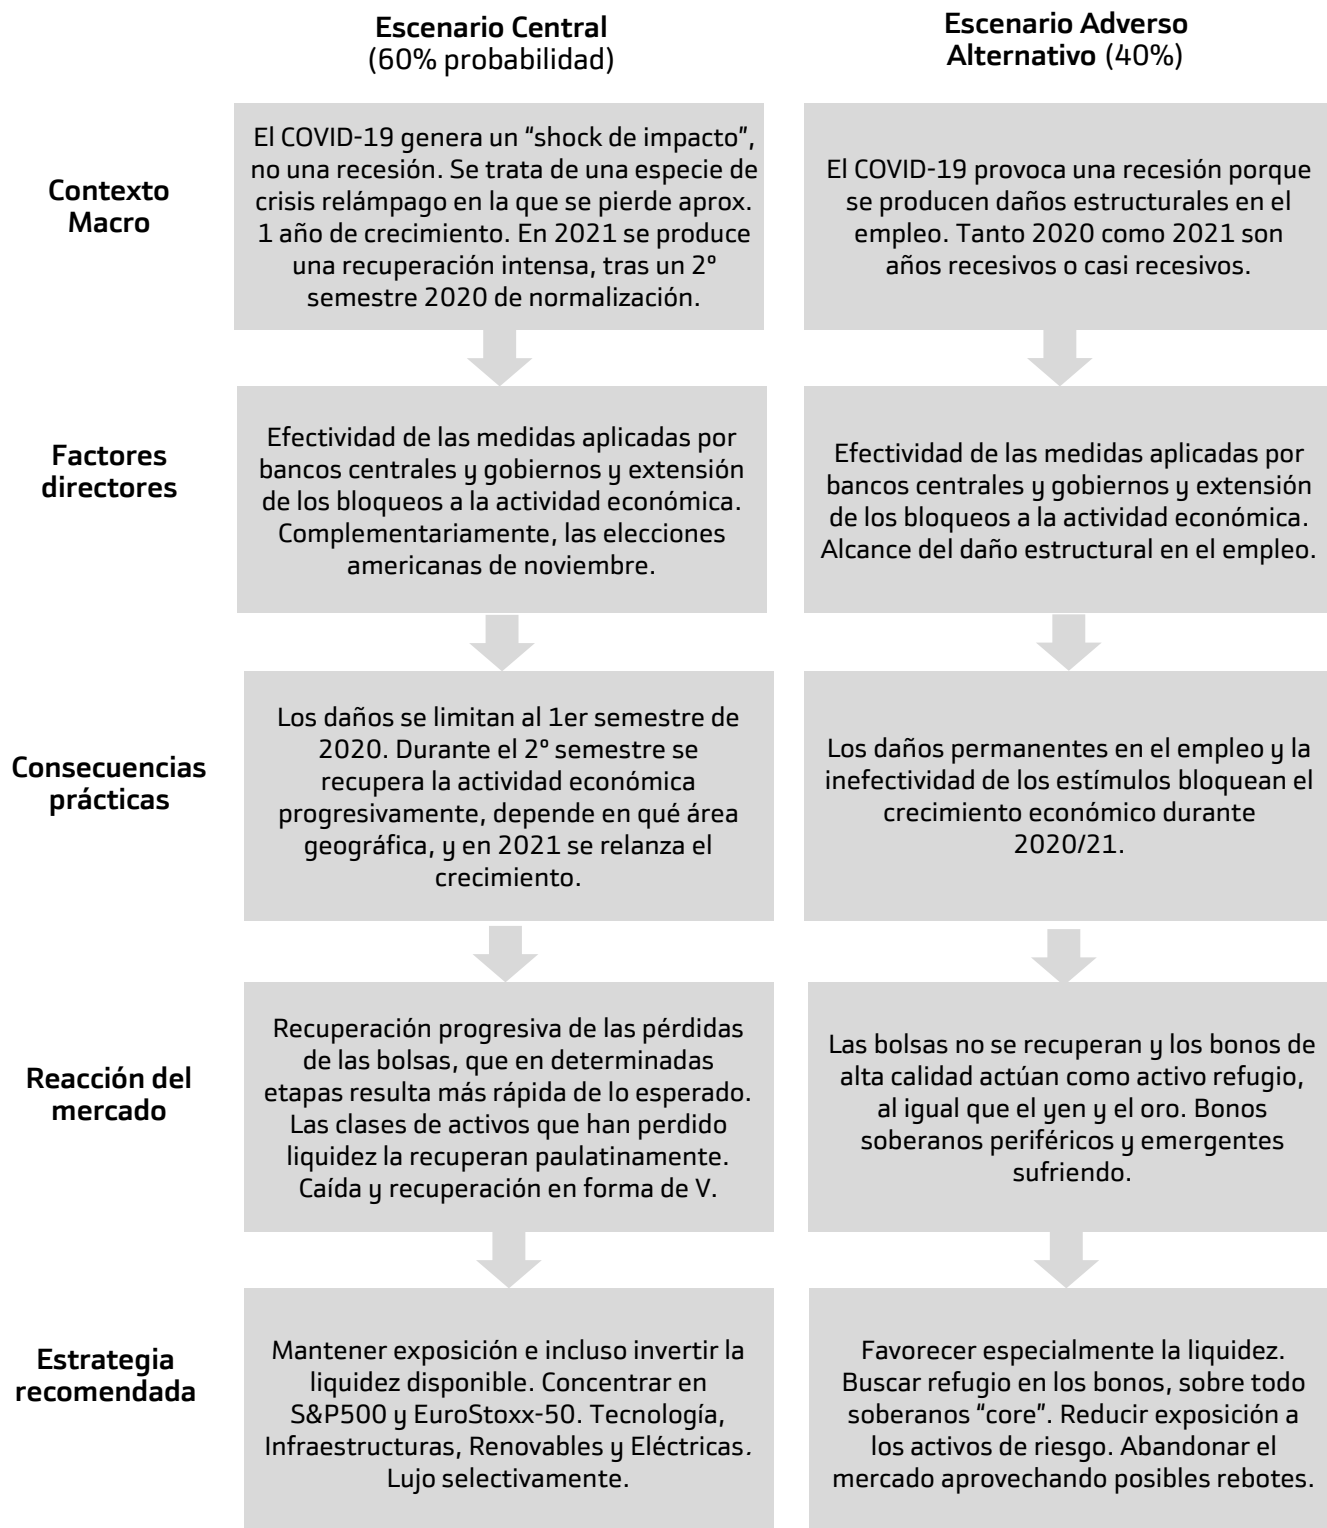 Escenario Central
(60% probabilidad)
Escenario Adverso
Alternativo (40%)
Contexto
Macro
El COVID-19 genera un “shock de impacto”,
no una recesión. Se trata de una especie de
crisis relámpago en la que se pierde aprox.
1 año de crecimiento. En 2021 se produce
una recuperación intensa, tras un 2º
semestre 2020 de normalización.
El COVID-19 provoca una recesión porque
se producen daños estructurales en el
empleo. Tanto 2020 como 2021 son
años recesivos o casi recesivos.
Factores
directores
Efectividad de las medidas aplicadas por
bancos centrales y gobiernos y extensión
de los bloqueos a la actividad económica.
Complementariamente, las elecciones
americanas de noviembre.
Efectividad de las medidas aplicadas por
bancos centrales y gobiernos y extensión
de los bloqueos a la actividad económica.
Alcance del daño estructural en el empleo.
Consecuencias
prácticas
Los daños se limitan al 1er semestre de
2020. Durante el 2º semestre se
recupera la actividad económica
progresivamente, depende en qué área
geográfica, y en 2021 se relanza el
crecimiento.
Los daños permanentes en el empleo y la
inefectividad de los estímulos bloquean el
crecimiento económico durante
2020/21.
Reacción del
mercado
Recuperación progresiva de las pérdidas
de las bolsas, que en determinadas
etapas resulta más rápida de lo esperado.
Las clases de activos que han perdido
liquidez la recuperan paulatinamente.
Caída y recuperación en forma de V.
Las bolsas no se recuperan y los bonos de
alta calidad actúan como activo refugio,
al igual que el yen y el oro. Bonos
soberanos periféricos y emergentes
sufriendo.
Estrategia
recomendada
Mantener exposición e incluso invertir la
liquidez disponible. Concentrar en
S&P500 y EuroStoxx-50. Tecnología,
Infraestructuras, Renovables y Eléctricas.
Lujo selectivamente.
Favorecer especialmente la liquidez.
Buscar refugio en los bonos, sobre todo
soberanos “core”. Reducir exposición a
los activos de riesgo. Abandonar el
mercado aprovechando posibles rebotes.